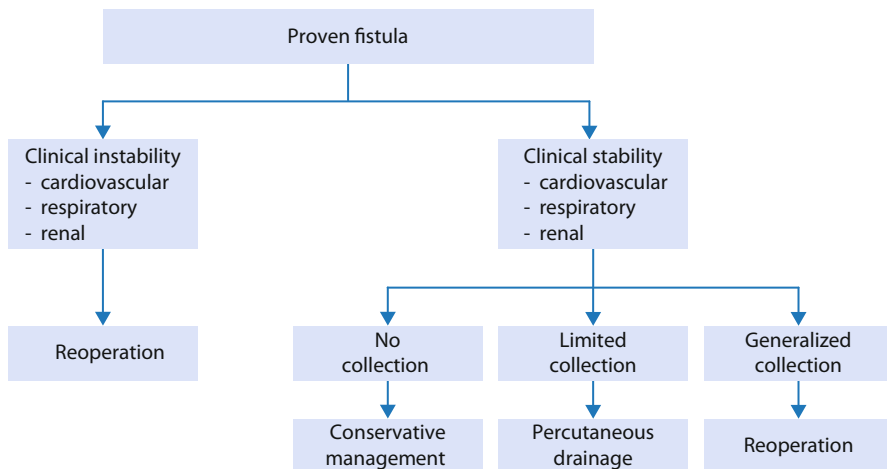 Proven fistula
Clinical instability
- cardiovascular
- respiratory
- renal
Clinical stability
- cardiovascular
- respiratory
- renal
Reoperation
No
collection
Limited
collection
Generalized
collection
Conservative
management
Percutaneous
drainage
Reoperation